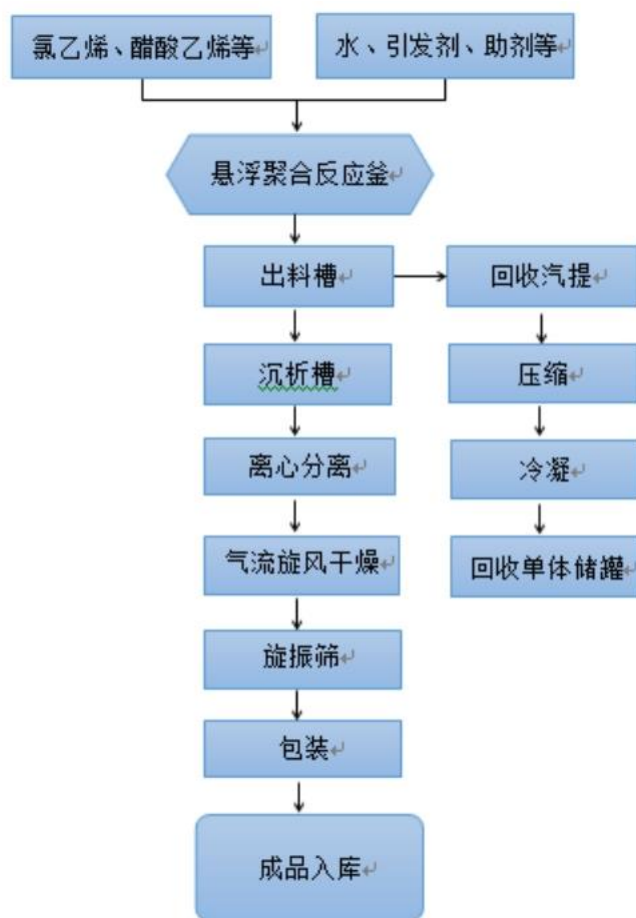 氯乙烯、醋酸乙烯等↵
水、引发剂、助剂等↵
悬浮聚合反应釜↵
出料槽↵
回收汽提↵
沉析槽↵
压缩↵
离心分离↵
冷凝↵
气流旋风干燥↵
回收单体储罐↵
旋振筛↵
包装↵
成品入库↵